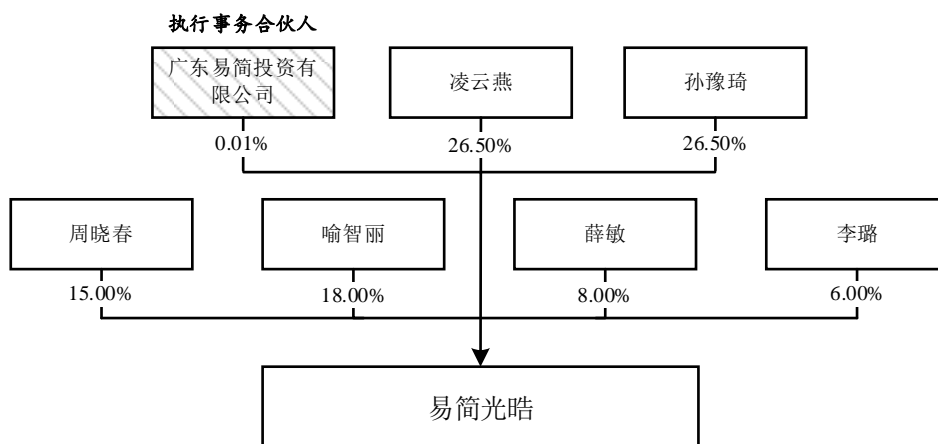 执行事务合伙人
广东易简投资有
限公司
凌云燕
孙豫琦
0.01%
26.50%
26.50%
周晓春
喻智丽
薛敏
李璐
15.00%
18.00%
8.00%
6.00%
易简光晧